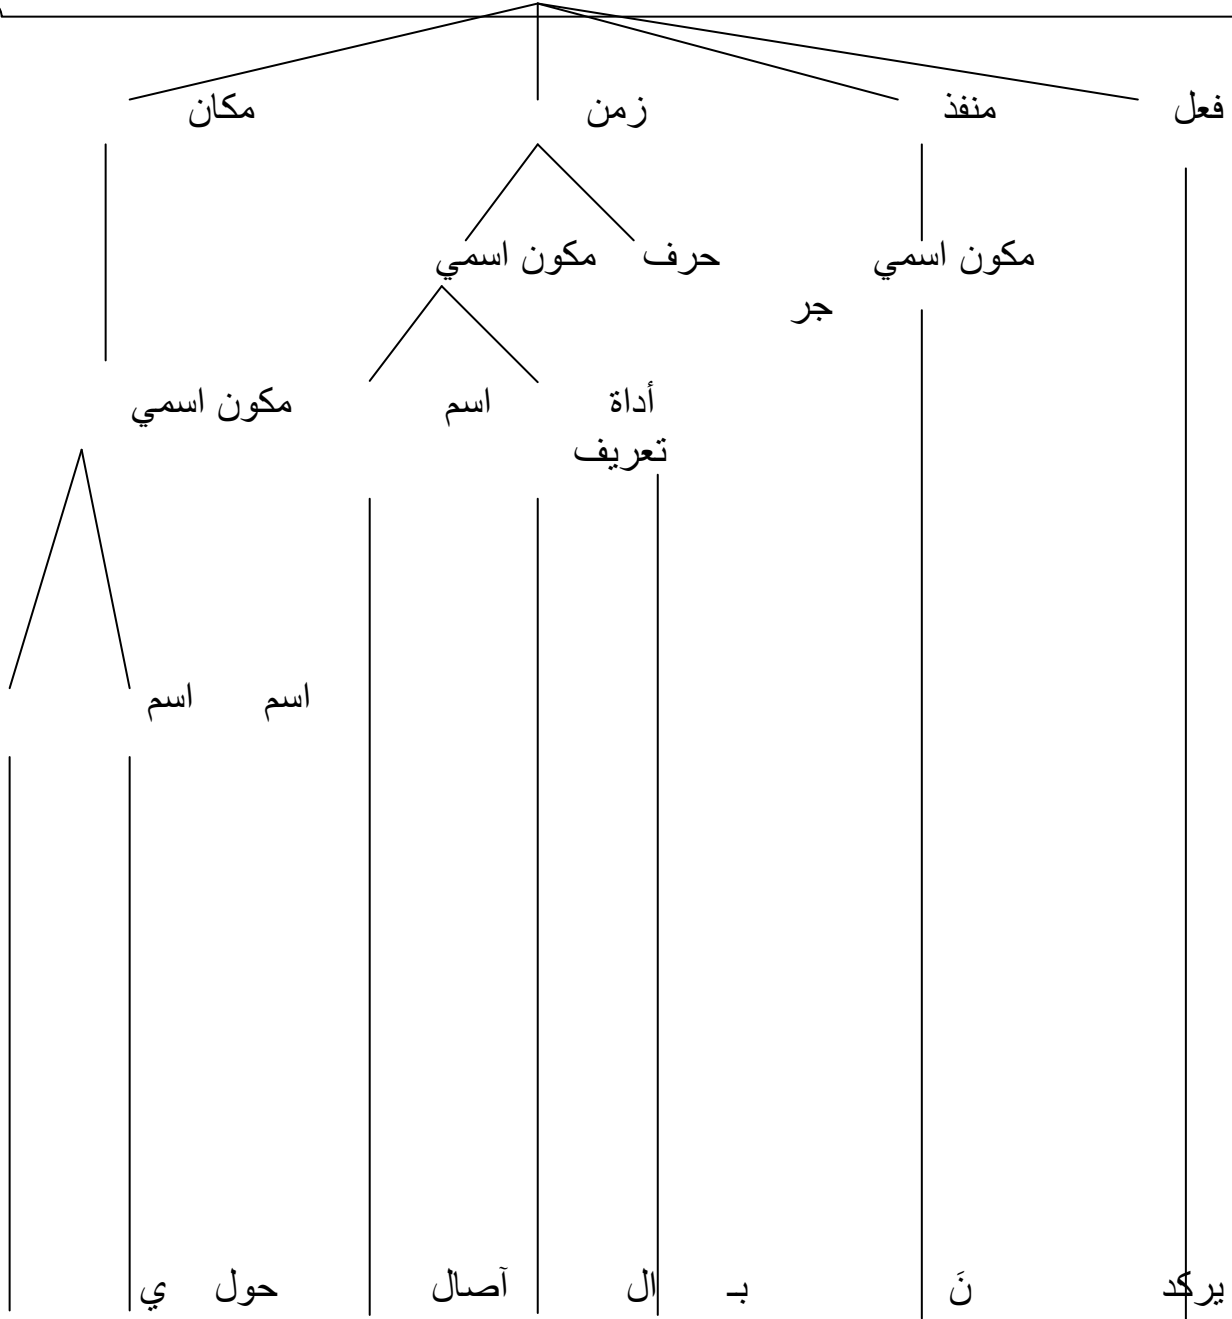 فعل منفذ زمن مكان
مكون اسمي حرف مكون اسمي
جر
أداة اسم مكون اسمي
تعريف
اسم اسم
يركد نَ بـ ال آصال حول ي